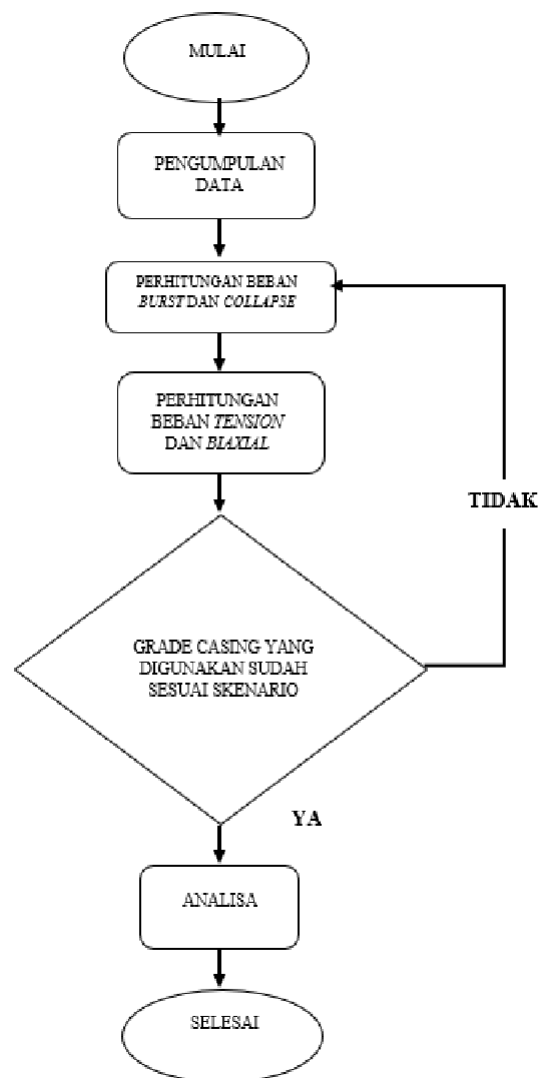 MULAI
PENGUMPULAN
DATA
PERHITUNGAN BEBAN
BURST DAN COLLAPSE
PERHITUNGAN
BEBAN TENSION
DAN BIAXIAL
TIDAK
GRADE CASING YANG
DIGUNAKAN SUDAH
SESUAI SKENARIO
YA
ANALISA
SELESAI